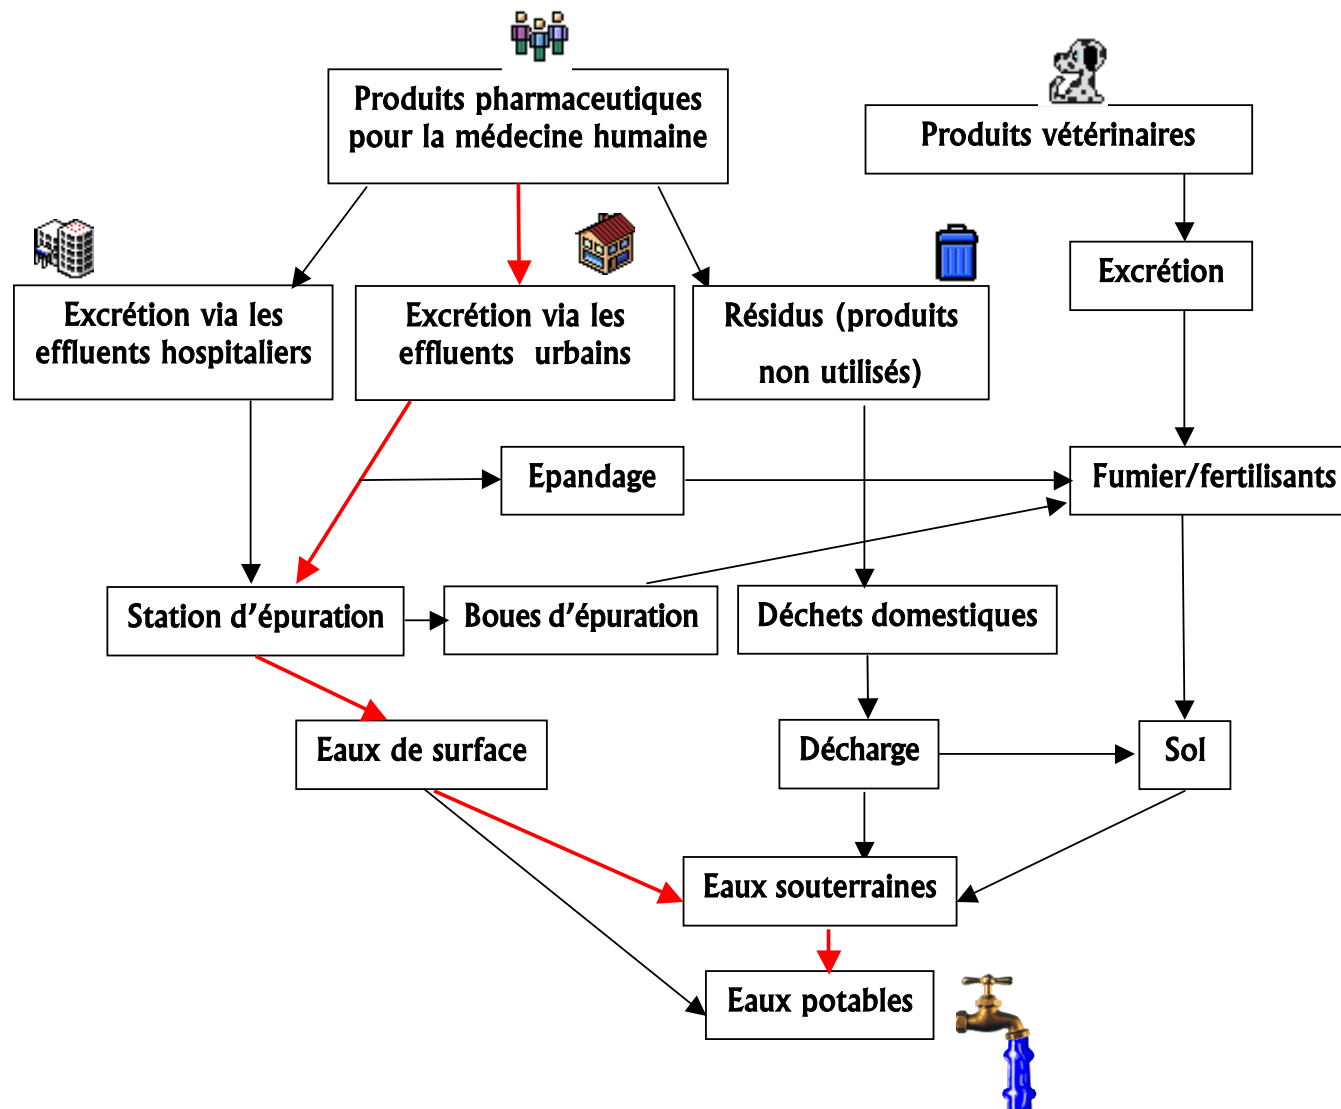 Produits pharmaceutiques
pour la médecine humaine
Produits vétérinaires
Excrétion via les
effluents hospitaliers
Excrétion via les
effluents urbains
Résidus (produits
non utilisés)
Excrétion
Epandage
Fumier/fertilisants
Station d'épuration
Boues d'épuration
Déchets domestiques
Eaux de surface
Décharge
Sol
Eaux souterraines
Eaux potables